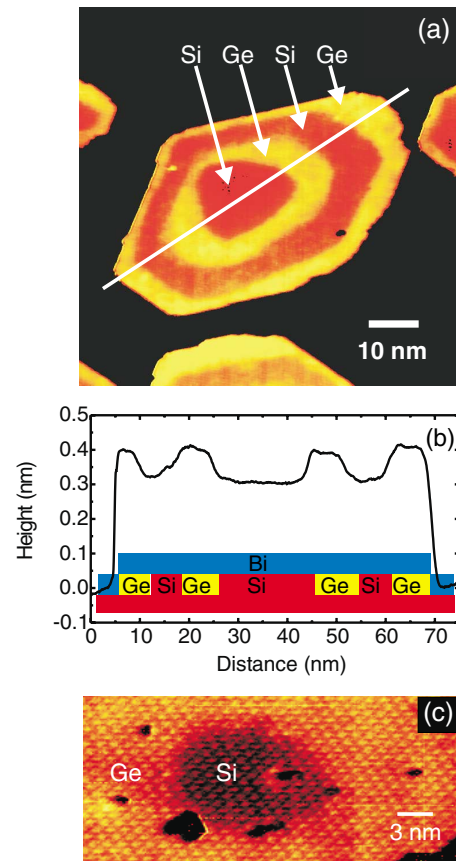 (a)
Si Ge Si Ge
10 nm
(b)
0.5
0.4
0.3
0.2
0.1
0.0
-0.1
Height (nm)
Bi
Ge Si Ge Si Ge Si Ge
0 10 20 30 40 50 60 70
Distance (nm)
(c)
Ge Si
3 nm